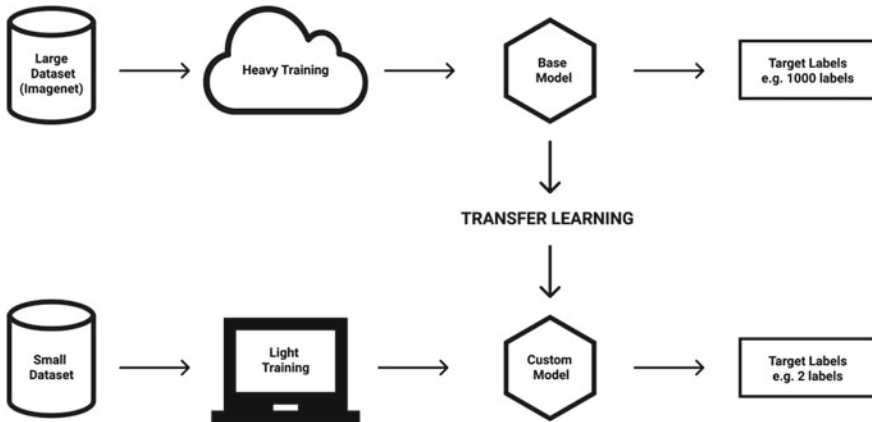 Large
Dataset
(Imagenet)
Heavy Training
Base
Model
Target Labels
e.g. 1000 labels
TRANSFER LEARNING
Small
Dataset
Light
Training
Custom
Model
Target Labels
e.g. 2 labels